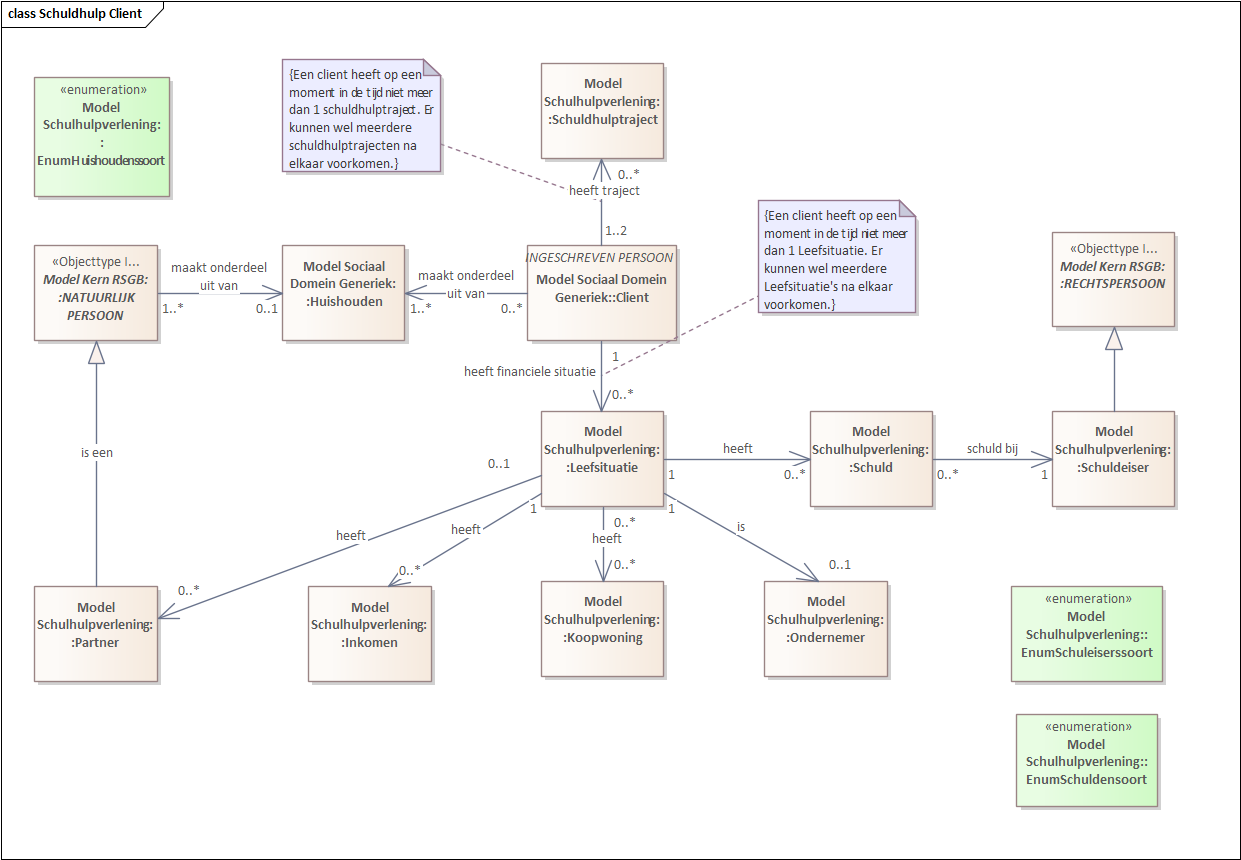 class Schuldhulp Client
«enumeration»
Model
Schulhulpverlening:
:
EnumHuishoudenssoort
{Een client heeft op een
moment in de tijd niet meer
dan 1 schuldhulptraject. Er
kunnen wel meerdere
schuldhulptrajecten na
elkaar voorkomen.}
Model
Schulhulpverlening:
:Schuldhulptraject
0..*
heeft traject
1..2
{Een client heeft op een
moment in de tijd niet meer
dan 1 Leefsituatie. Er
kunnen wel meerdere
Leefsituatie's na elkaar
voorkomen.}
«Objecttype l...
Model Kern RSGB:
:NATUURLIJK
PERSOON
maakt onderdeel
uit van
1..*
0..1
Model Sociaal
Domein Generiek:
:Huishouden
maakt onderdeel
uit van
1..*
0..*
INGESCHREVEN PERSOON
Model Sociaal Domein
Generiek::Client
«Objecttype l...
Model Kern RSGB:
:RECHTSPERSOON
1
heeft financiele situatie
0..*
is een
Model
Schulhulpverlening:
:Leefsituatie
heeft
1
0..*
Model
Schulhulpverlening:
:Schuld
schuld bij
0..*
1
Model
Schulhulpverlening:
:Schuldeiser
0..1
heeft
0..*
1
heeft
0..*
0..*
heeft
0..*
1
is
0..1
Model
Schulhulpverlening:
:Partner
Model
Schulhulpverlening:
:Inkomen
Model
Schulhulpverlening:
:Koopwoning
Model
Schulhulpverlening:
:Ondernemer
«enumeration»
Model
Schulhulpverlening::
EnumSchuleiserssoort
«enumeration»
Model
Schulhulpverlening::
EnumSchuldensoort